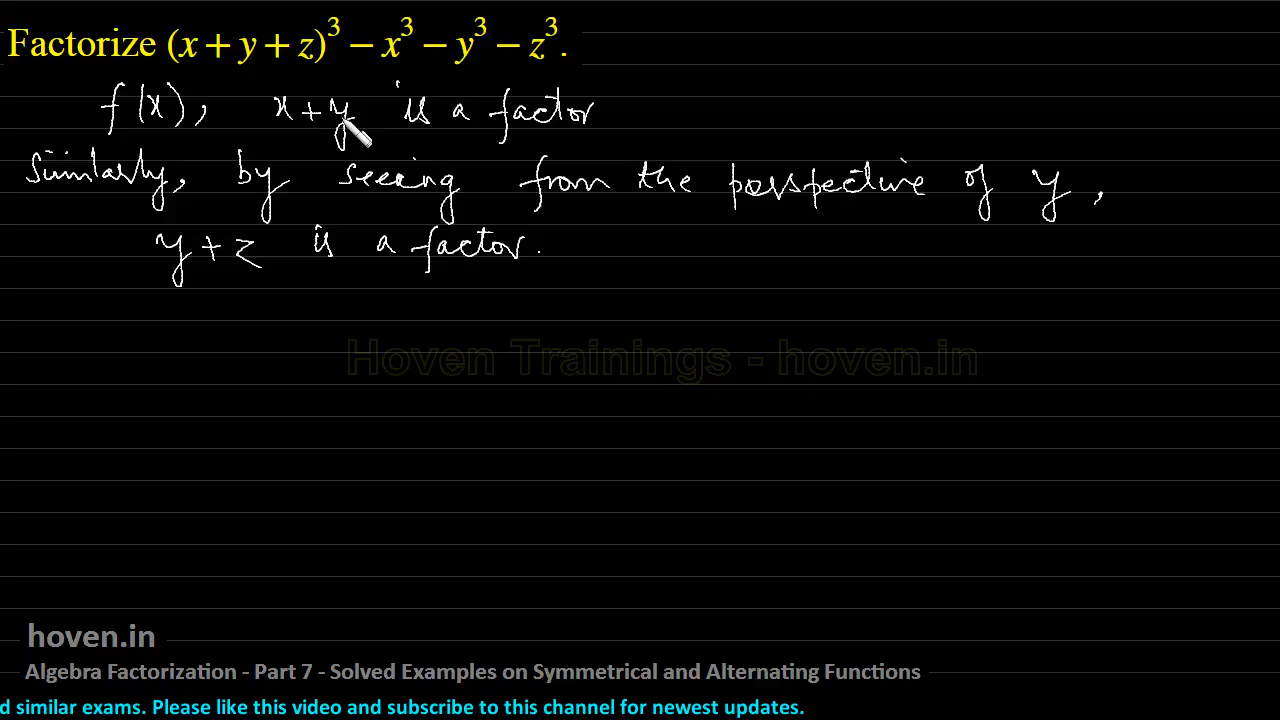 Factorize (x + y + z)³ − x³ − y³ − z³.
f(x), x + y is a factor
Similarly, by seeing from the perspective of y,
y + z is a factor.
Hoven Trainings - hoven.in
hoven.in
Algebra Factorization - Part 7 - Solved Examples on Symmetrical and Alternating Functions
d similar exams. Please like this video and subscribe to this channel for newest updates.